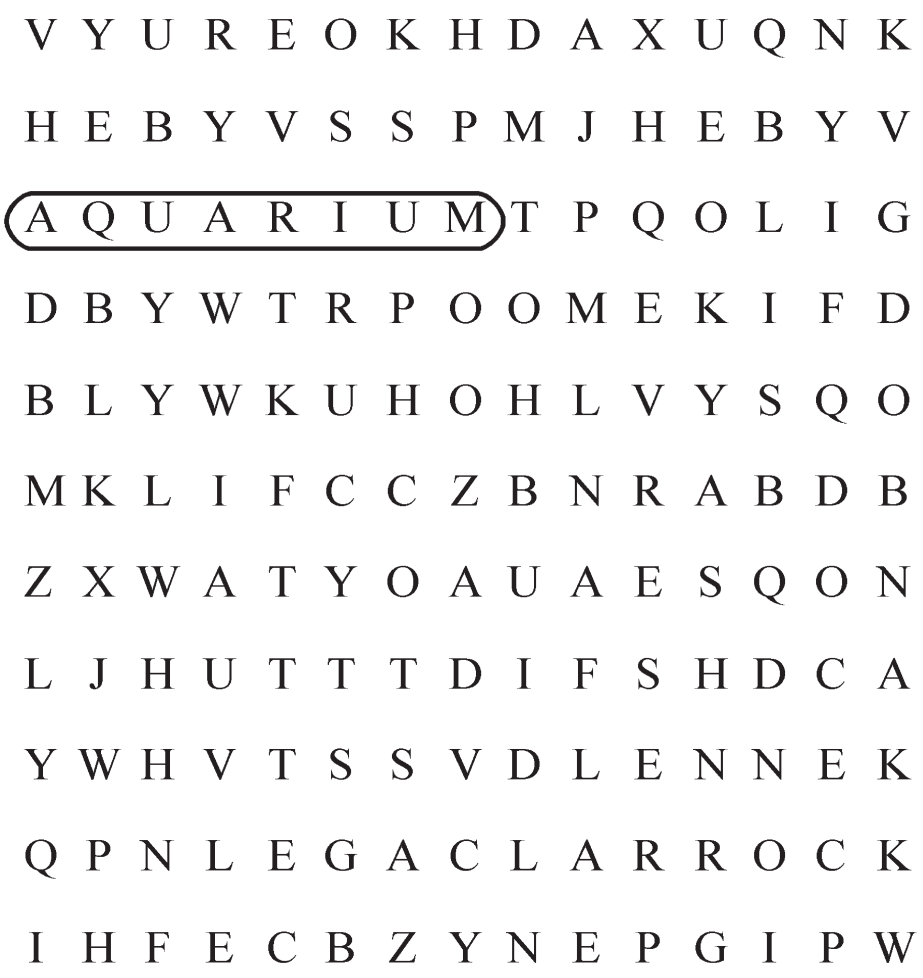 V Y U R E O K H D A X U Q N K
H E B Y V S S P M J H E B Y V
A Q U A R I U M T P Q O L I G
D B Y W T R P O O M E K I F D
B L Y W K U H O H L V Y S Q O
M K L I F C C Z B N R A B D B
Z X W A T Y O A U A E S Q O N
L J H U T T T D I F S H D C A
Y W H V T S S V D L E N N E K
Q P N L E G A C L A R R O C K
I H F E C B Z Y N E P G I P W